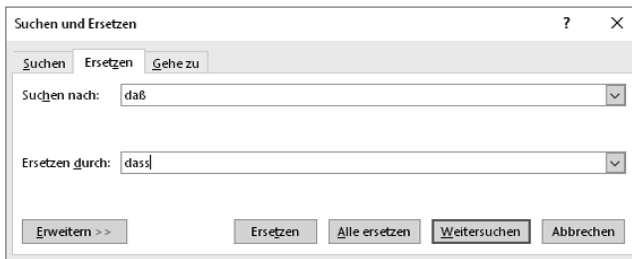 Suchen und Ersetzen ? ×
Suchen Ersetzen Gehe zu
Suchen nach: daß
Ersetzen durch: dass
Erweitern >> Ersetzen Alle ersetzen Weitersuchen Abbrechen